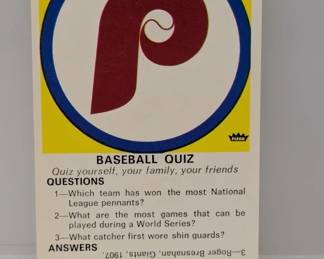 P
FLEER
BASEBALL QUIZ
Quiz yourself, your family, your friends
QUESTIONS
1—Which team has won the most National
League pennants?
2—What are the most games that can be
played during a World Series?
3—What catcher first wore shin guards?
ANSWERS
3—Roger Bresnahan, Giants, 1907.